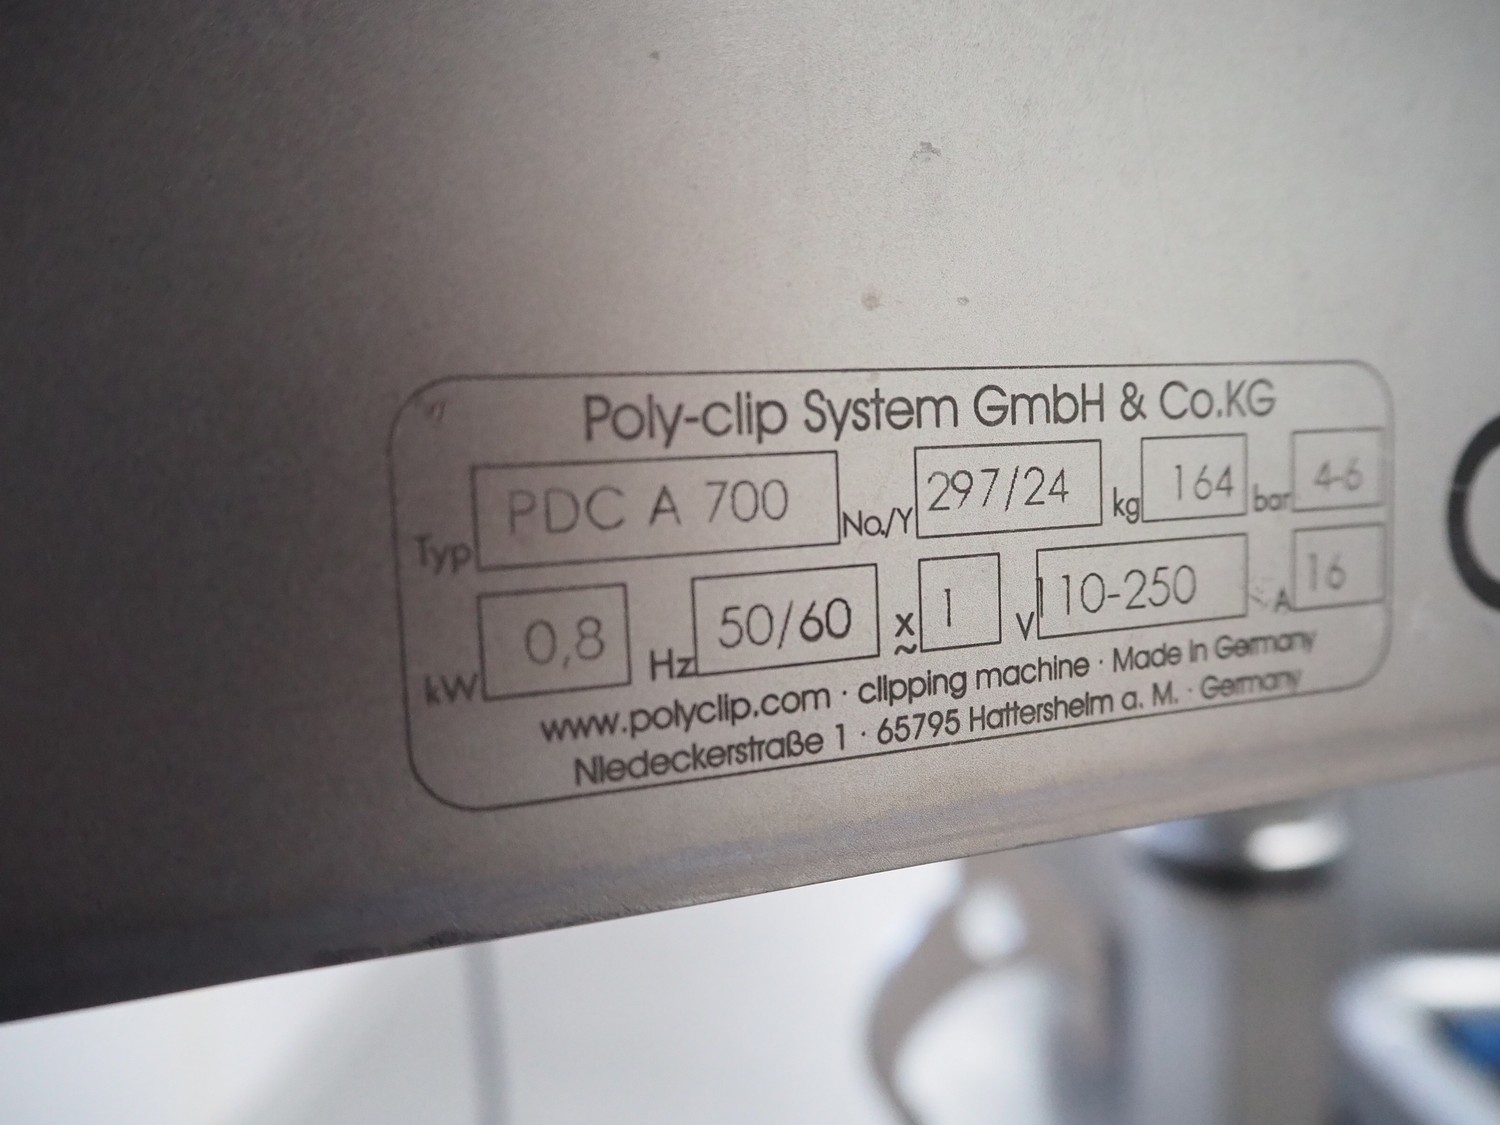 Poly-clip System GmbH & Co.KG
Typ PDC A 700 No./Y 297/24 kg 164 bar 4-6
kW 0,8 Hz 50/60 x ~ 1 V 110-250 A 16
www.polyclip.com · clipping machine · Made in Germany
Niedeckerstraße 1 · 65795 Hattersheim a. M. · Germany